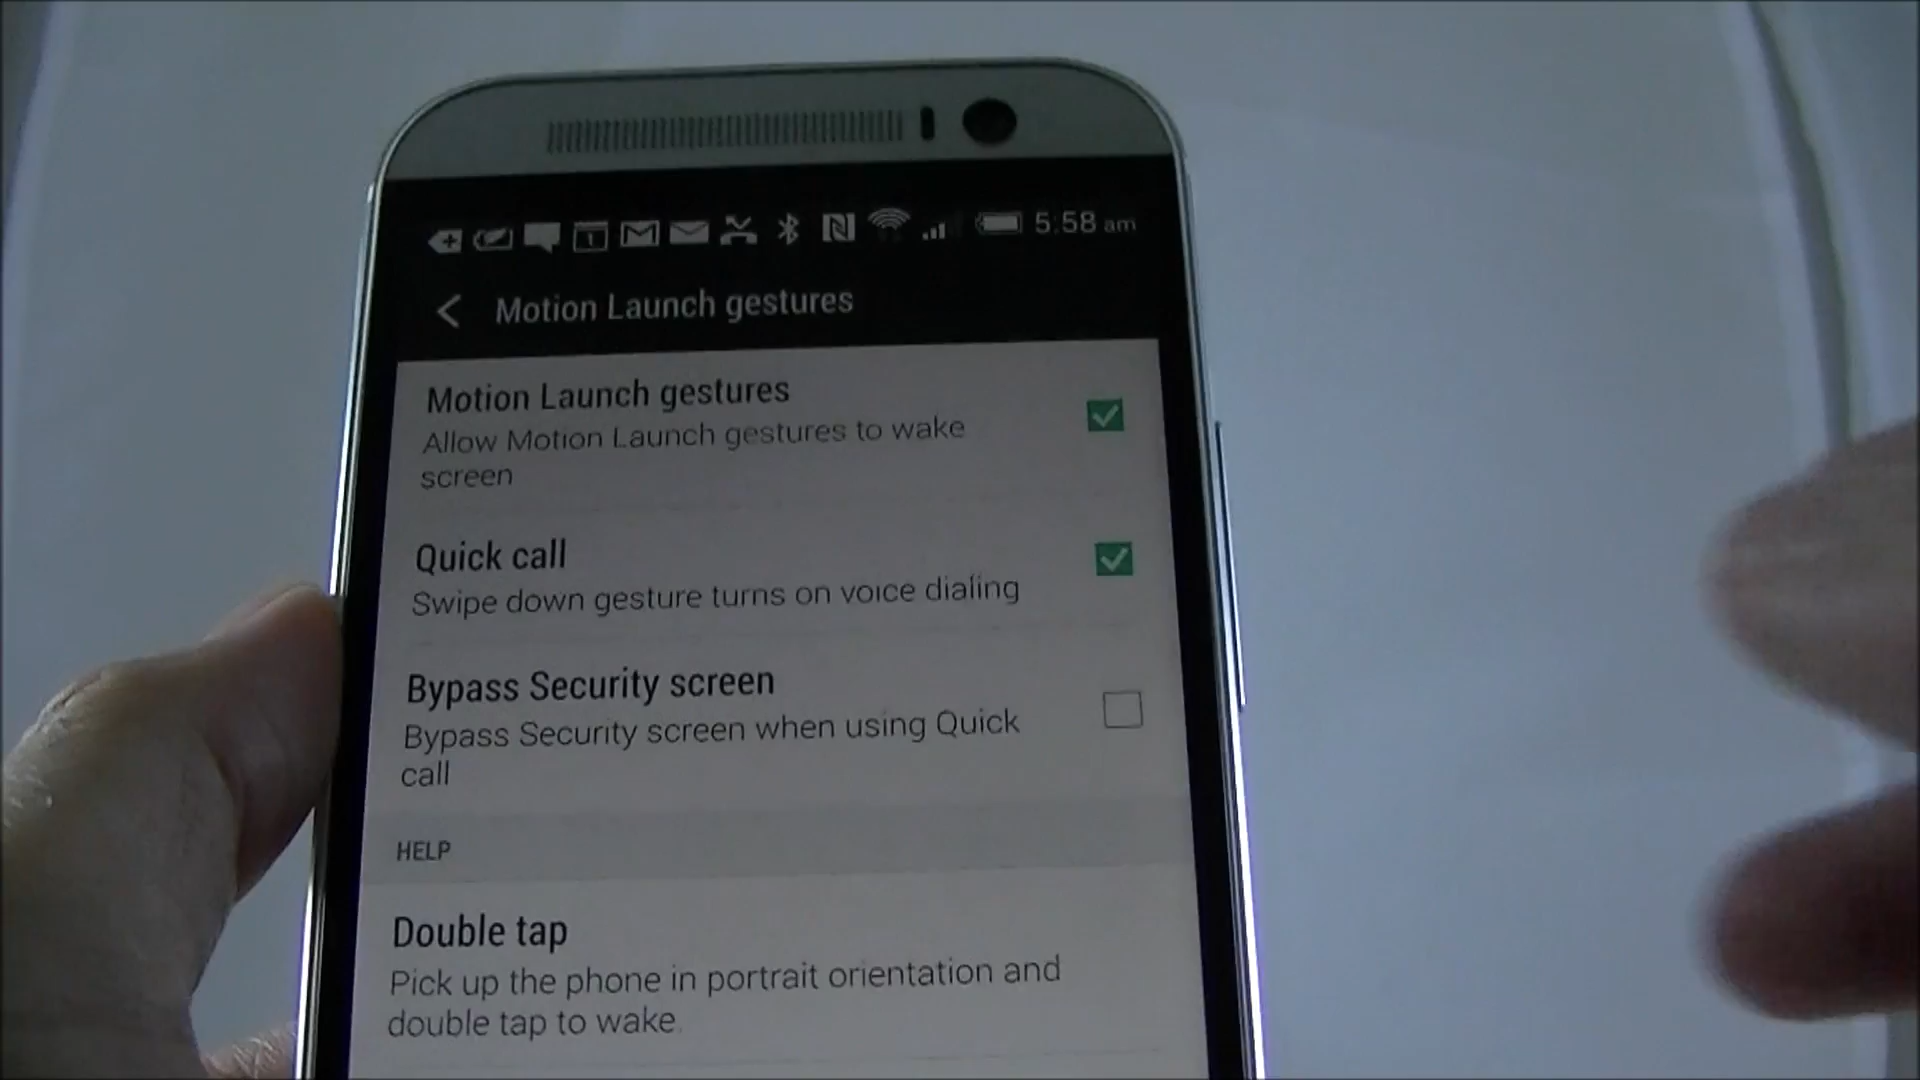 5:58 am
Motion Launch gestures
Motion Launch gestures
Allow Motion Launch gestures to wake
screen
Quick call
Swipe down gesture turns on voice dialing
Bypass Security screen
Bypass Security screen when using Quick
call
HELP
Double tap
Pick up the phone in portrait orientation and
double tap to wake.